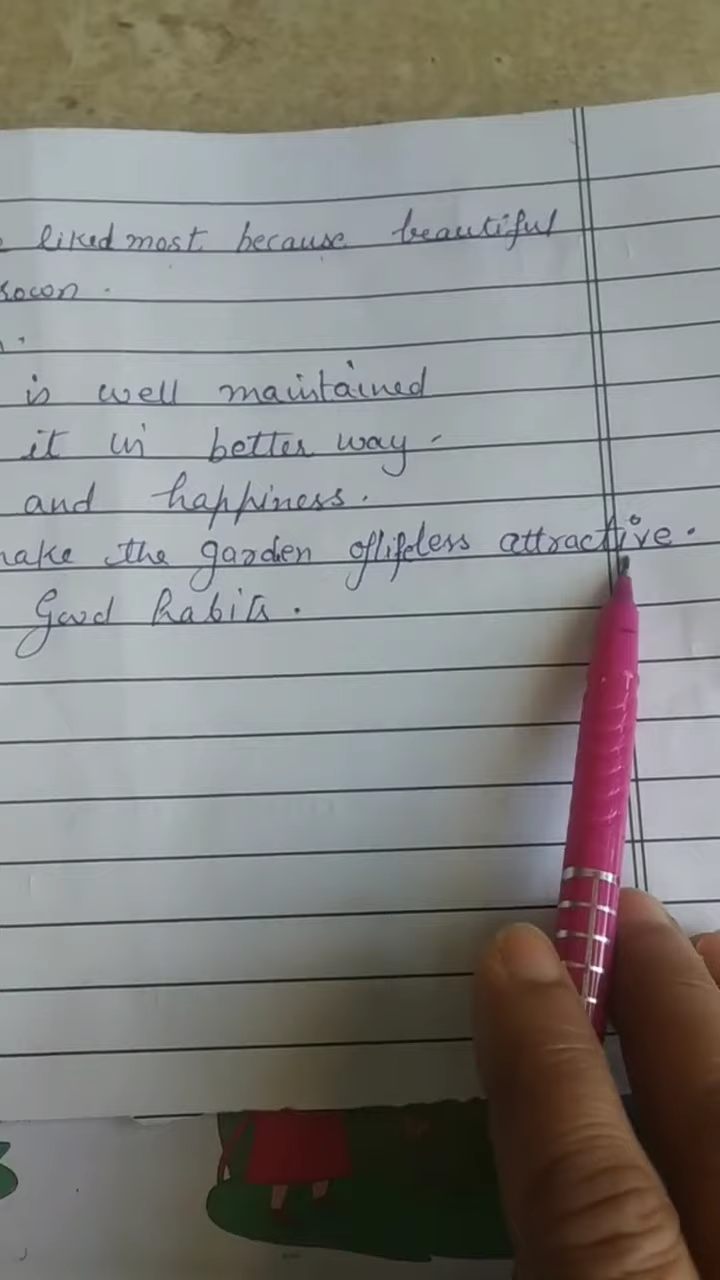 liked most because beautiful
is well maintained
it in better way.
and happiness.
make the garden of lifeless attractive.
Good habits.